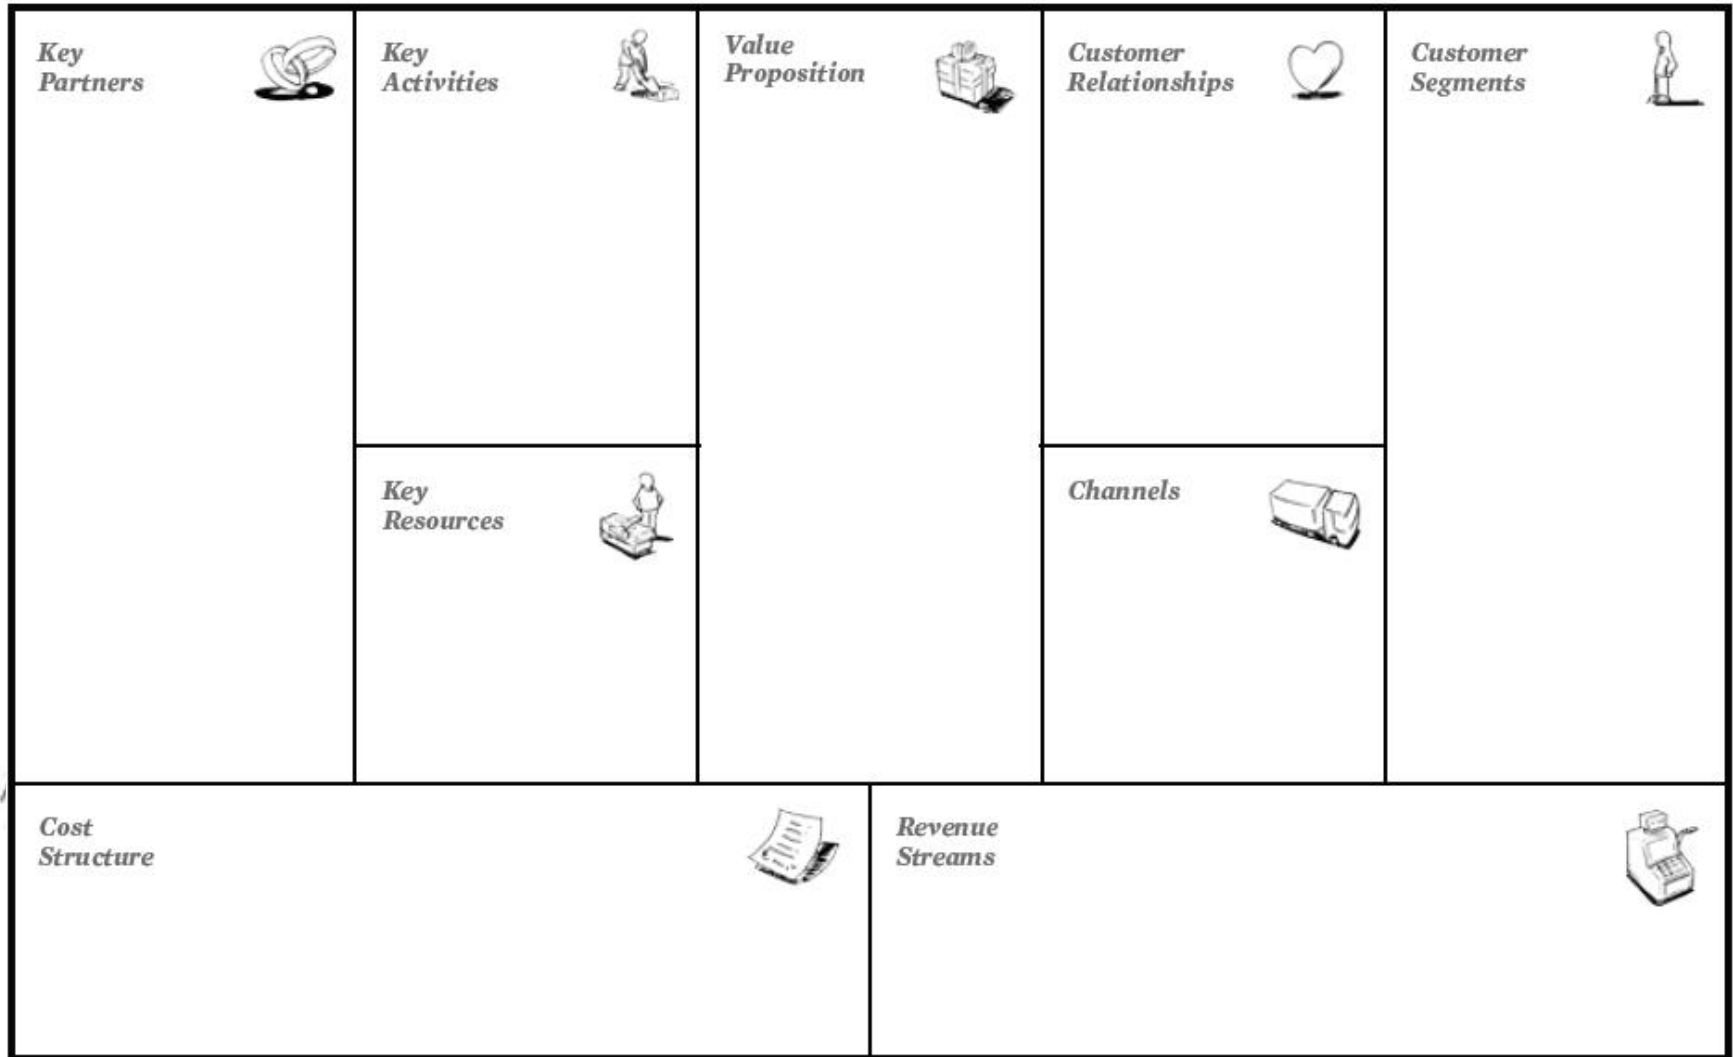 Key
Partners
Key
Activities
Value
Proposition
Customer
Relationships
Customer
Segments
Key
Resources
Channels
Cost
Structure
Revenue
Streams